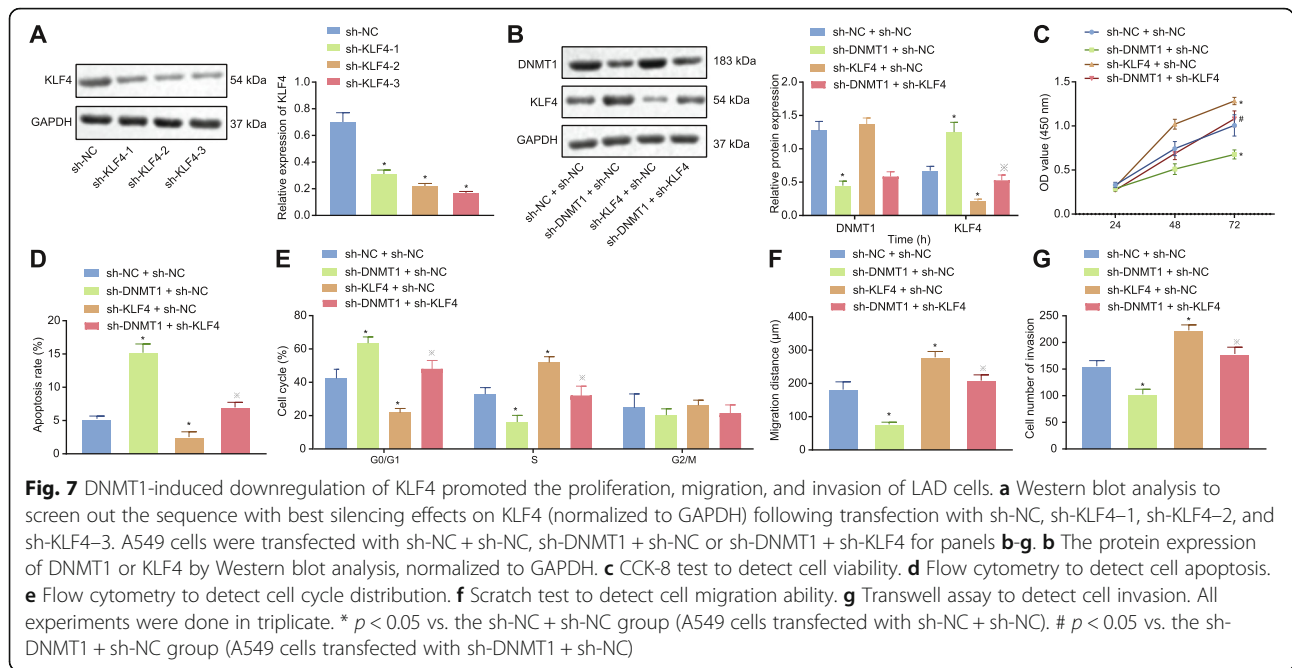 A
KLF4
54 kDa
GAPDH
37 kDa
sh-NC
sh-KLF4-1
sh-KLF4-2
sh-KLF4-3
sh-NC
sh-KLF4-1
sh-KLF4-2
sh-KLF4-3
Relative expression of KLF4
0.8
0.6
0.4
0.2
0.0
*
*
*
B
DNMT1
183 kDa
KLF4
54 kDa
GAPDH
37 kDa
sh-NC + sh-NC
sh-DNMT1 + sh-NC
sh-KLF4 + sh-NC
sh-DNMT1 + sh-KLF4
sh-NC + sh-NC
sh-DNMT1 + sh-NC
sh-KLF4 + sh-NC
sh-DNMT1 + sh-KLF4
Relative protein expression
2.0
1.5
1.0
0.5
0.0
*
*
*
※
DNMT1
KLF4
Time (h)
C
sh-NC + sh-NC
sh-DNMT1 + sh-NC
sh-KLF4 + sh-NC
sh-DNMT1 + sh-KLF4
OD value (450 nm)
1.5
1.0
0.5
0.0
*
#
*
24
48
72
D
sh-NC + sh-NC
sh-DNMT1 + sh-NC
sh-KLF4 + sh-NC
sh-DNMT1 + sh-KLF4
Apoptosis rate (%)
20
15
10
5
0
*
*
※
E
sh-NC + sh-NC
sh-DNMT1 + sh-NC
sh-KLF4 + sh-NC
sh-DNMT1 + sh-KLF4
Cell cycle (%)
80
60
40
20
0
*
*
※
*
*
※
G0/G1
S
G2/M
F
sh-NC + sh-NC
sh-DNMT1 + sh-NC
sh-KLF4 + sh-NC
sh-DNMT1 + sh-KLF4
Migration distance (μm)
400
300
200
100
0
*
*
※
G
sh-NC + sh-NC
sh-DNMT1 + sh-NC
sh-KLF4 + sh-NC
sh-DNMT1 + sh-KLF4
Cell number of invasion
250
200
150
100
50
0
*
*
※
Fig. 7 DNMT1-induced downregulation of KLF4 promoted the proliferation, migration, and invasion of LAD cells. a Western blot analysis to
screen out the sequence with best silencing effects on KLF4 (normalized to GAPDH) following transfection with sh-NC, sh-KLF4–1, sh-KLF4–2, and
sh-KLF4–3. A549 cells were transfected with sh-NC + sh-NC, sh-DNMT1 + sh-NC or sh-DNMT1 + sh-KLF4 for panels b-g. b The protein expression
of DNMT1 or KLF4 by Western blot analysis, normalized to GAPDH. c CCK-8 test to detect cell viability. d Flow cytometry to detect cell apoptosis.
e Flow cytometry to detect cell cycle distribution. f Scratch test to detect cell migration ability. g Transwell assay to detect cell invasion. All
experiments were done in triplicate. * p < 0.05 vs. the sh-NC + sh-NC group (A549 cells transfected with sh-NC + sh-NC). # p < 0.05 vs. the sh-
DNMT1 + sh-NC group (A549 cells transfected with sh-DNMT1 + sh-NC)